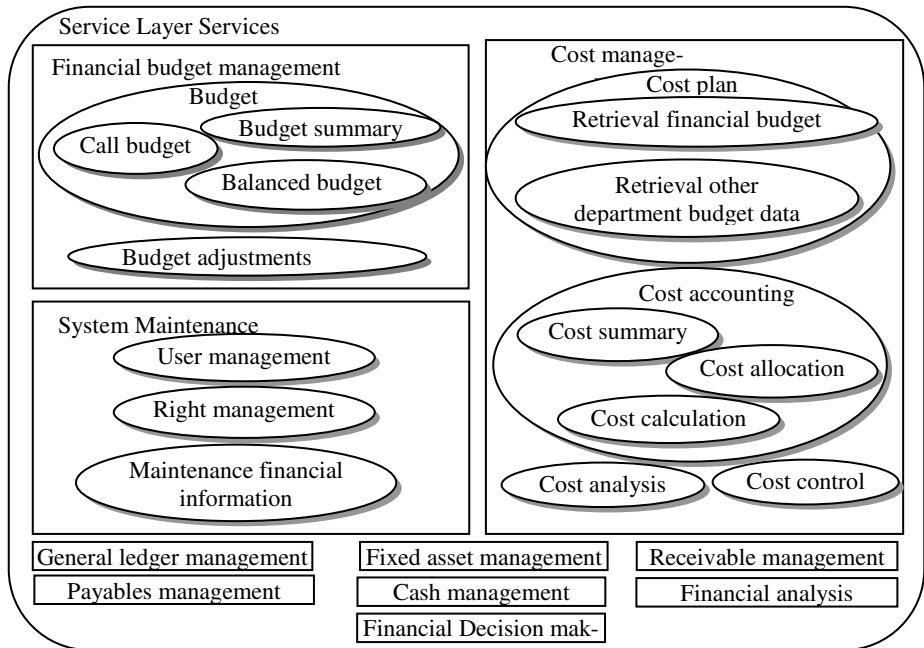 Service Layer Services
Financial budget management
Budget
Budget summary
Call budget
Balanced budget
Budget adjustments
System Maintenance
User management
Right management
Maintenance financial
information
Cost manage-
Cost plan
Retrieval financial budget
Retrieval other
department budget data
Cost accounting
Cost summary
Cost allocation
Cost calculation
Cost analysis
Cost control
General ledger management
Fixed asset management
Receivable management
Payables management
Cash management
Financial analysis
Financial Decision mak-